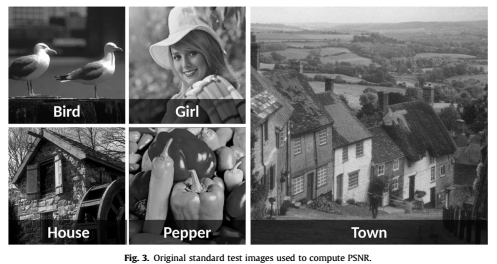 Bird
Girl
House
Pepper
Town
Fig. 3. Original standard test images used to compute PSNR.